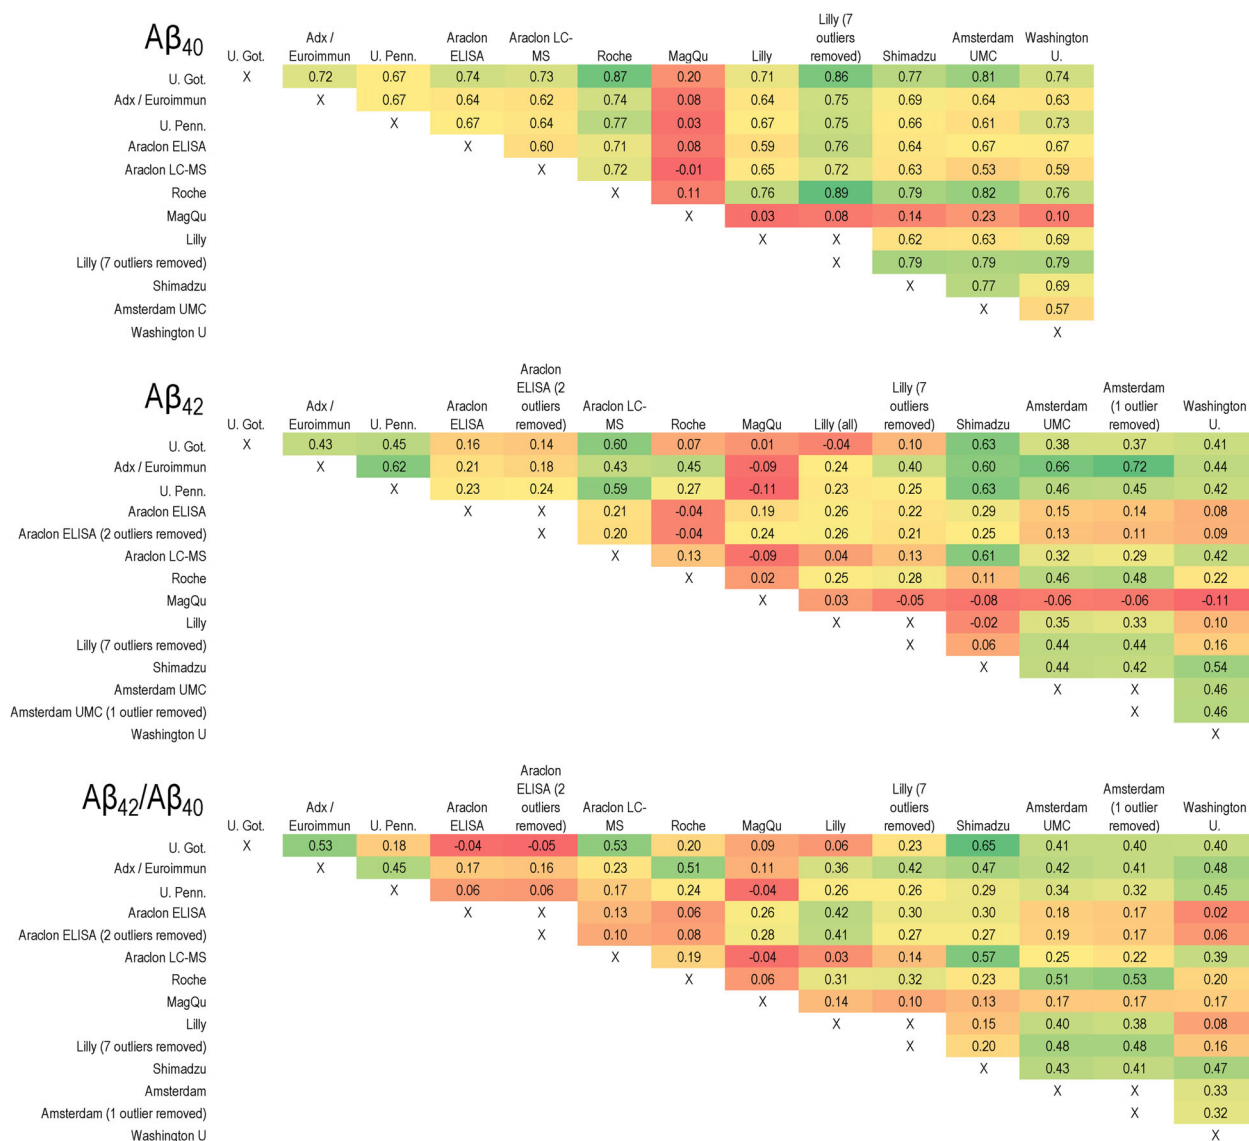 Aβ40
U. Got. Adx / Euroimmun U. Penn. Araclon ELISA Araclon LC-MS Roche MagQu Lilly Lilly (7 outliers removed) Shimadzu Amsterdam UMC Washington U.
U. Got. X 0.72 0.67 0.74 0.73 0.87 0.20 0.71 0.86 0.77 0.81 0.74
Adx / Euroimmun X 0.67 0.64 0.62 0.74 0.08 0.64 0.75 0.69 0.64 0.63
U. Penn. X 0.67 0.64 0.77 0.03 0.67 0.75 0.66 0.61 0.73
Araclon ELISA X 0.60 0.71 0.08 0.59 0.76 0.64 0.67 0.67
Araclon LC-MS X 0.72 -0.01 0.65 0.72 0.63 0.53 0.59
Roche X 0.11 0.76 0.89 0.79 0.82 0.76
MagQu X 0.03 0.08 0.14 0.23 0.10
Lilly X X 0.62 0.63 0.69
Lilly (7 outliers removed) X 0.79 0.79 0.79
Shimadzu X 0.77 0.69
Amsterdam UMC X 0.57
Washington U X
Aβ42
U. Got. Adx / Euroimmun U. Penn. Araclon ELISA Araclon ELISA (2 outliers removed) Araclon LC-MS Roche MagQu Lilly (all) Lilly (7 outliers removed) Shimadzu Amsterdam UMC Amsterdam (1 outlier removed) Washington U.
U. Got. X 0.43 0.45 0.16 0.14 0.60 0.07 0.01 -0.04 0.10 0.63 0.38 0.37 0.41
Adx / Euroimmun X 0.62 0.21 0.18 0.43 0.45 -0.09 0.24 0.40 0.60 0.66 0.72 0.44
U. Penn. X 0.23 0.24 0.59 0.27 -0.11 0.23 0.25 0.63 0.46 0.45 0.42
Araclon ELISA X X 0.21 -0.04 0.19 0.26 0.22 0.29 0.15 0.14 0.08
Araclon ELISA (2 outliers removed) X 0.20 -0.04 0.24 0.26 0.21 0.25 0.13 0.11 0.09
Araclon LC-MS X 0.13 -0.09 0.04 0.13 0.61 0.32 0.29 0.42
Roche X 0.02 0.25 0.28 0.11 0.46 0.48 0.22
MagQu X 0.03 -0.05 -0.08 -0.06 -0.06 -0.11
Lilly X X -0.02 0.35 0.33 0.10
Lilly (7 outliers removed) X 0.06 0.44 0.44 0.16
Shimadzu X 0.44 0.42 0.54
Amsterdam UMC X X 0.46
Amsterdam UMC (1 outlier removed) X 0.46
Washington U X
Aβ42/Aβ40
U. Got. Adx / Euroimmun U. Penn. Araclon ELISA Araclon ELISA (2 outliers removed) Araclon LC-MS Roche MagQu Lilly Lilly (7 outliers removed) Shimadzu Amsterdam UMC Amsterdam (1 outlier removed) Washington U.
U. Got. X 0.53 0.18 -0.04 -0.05 0.53 0.20 0.09 0.06 0.23 0.65 0.41 0.40 0.40
Adx / Euroimmun X 0.45 0.17 0.16 0.23 0.51 0.11 0.36 0.42 0.47 0.42 0.41 0.48
U. Penn. X 0.06 0.06 0.17 0.24 -0.04 0.26 0.26 0.29 0.34 0.32 0.45
Araclon ELISA X X 0.13 0.06 0.26 0.42 0.30 0.30 0.18 0.17 0.02
Araclon ELISA (2 outliers removed) X 0.10 0.08 0.28 0.41 0.27 0.27 0.19 0.17 0.06
Araclon LC-MS X 0.19 -0.04 0.03 0.14 0.57 0.25 0.22 0.39
Roche X 0.06 0.31 0.32 0.23 0.51 0.53 0.20
MagQu X 0.14 0.10 0.13 0.17 0.17 0.17
Lilly X X 0.15 0.40 0.38 0.08
Lilly (7 outliers removed) X 0.20 0.48 0.48 0.16
Shimadzu X 0.43 0.41 0.47
Amsterdam X X 0.33
Amsterdam (1 outlier removed) X 0.32
Washington U X